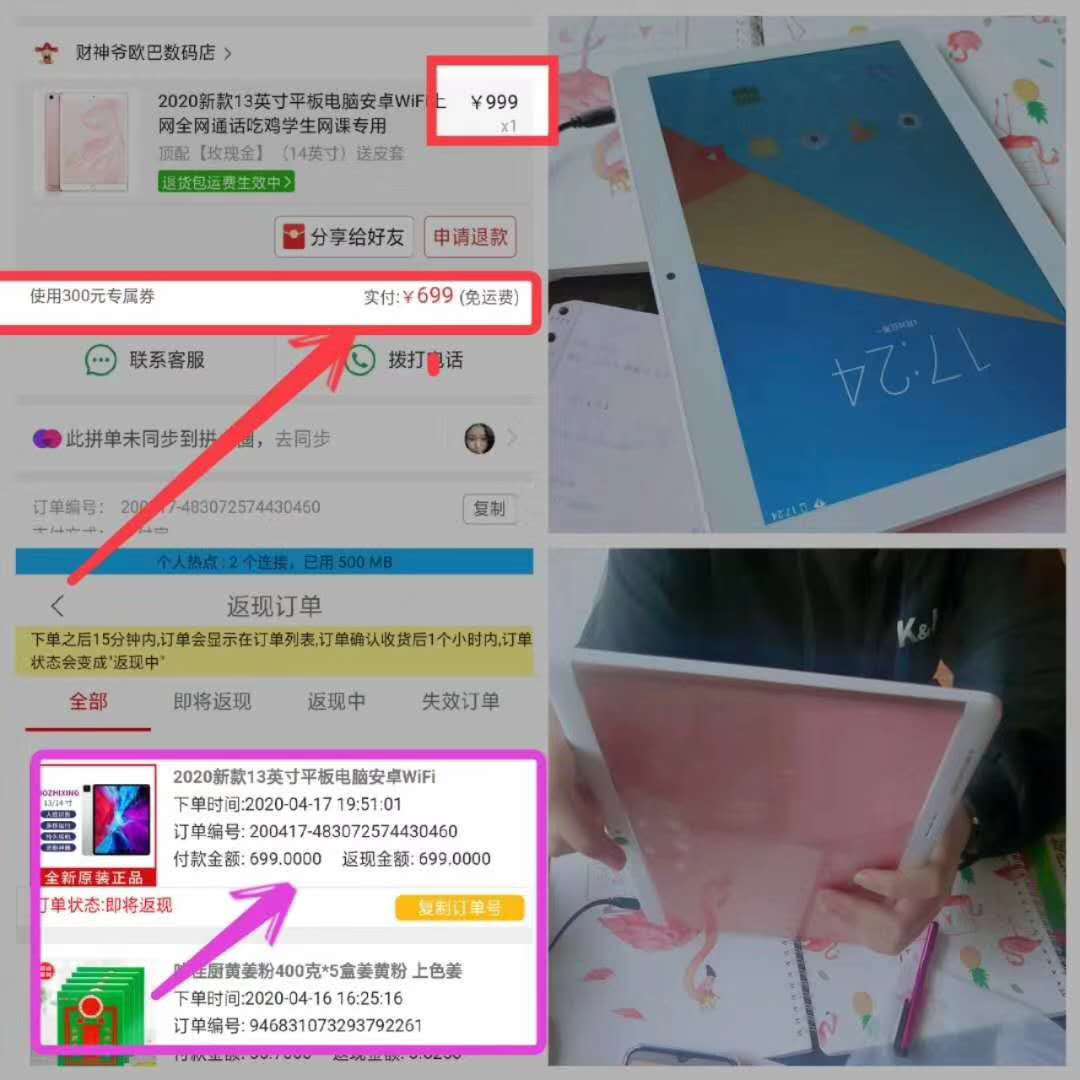 财神爷欧巴数码店 >
2020新款13英寸平板电脑安卓WiFi上
网全网通话吃鸡学生网课专用
¥999
x1
顶配【玫瑰金】（14英寸）送皮套
退货包运费生效中>
分享给好友
申请退款
使用300元专属券
实付:¥699 (免运费)
联系客服
拨打电话
此拼单未同步到拼小圈，去同步
订单编号：
复制
个人热点：2 个连接，已用 500 MB
返现订单
下单之后15分钟内,订单会显示在订单列表,订单确认收货后1个小时内,订单
状态会变成"返现中"
全部
即将返现
返现中
失效订单
13/14寸
全新原装正品
2020新款13英寸平板电脑安卓WiFi
下单时间:2020-04-17 19:51:01
订单编号: 200417-483072574430460
付款金额: 699.0000 返现金额: 699.0000
订单状态:即将返现
复制订单号
厨黄姜粉400克*5盒姜黄粉 上色姜
下单时间:2020-04-16 16:25:16
订单编号: 946831073293792261
17:24
17:24
K&